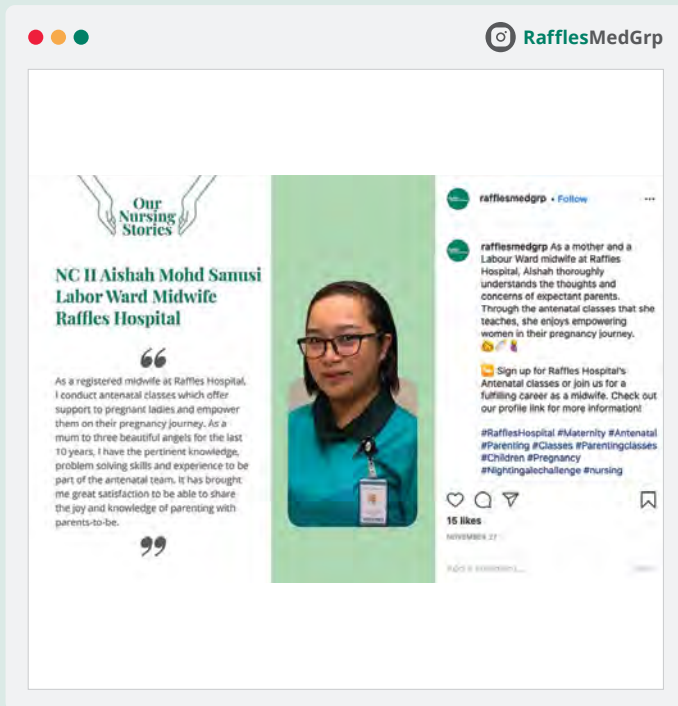 RafflesMedGrp
Our
Nursing
Stories
NC II Aishah Mohd Sanusi
Labor Ward Midwife
Raffles Hospital
“
As a registered midwife at Raffles Hospital,
I conduct antenatal classes which offer
support to pregnant ladies and empower
them on their pregnancy journey. As a
mum to three beautiful angels for the last
10 years, I have the pertinent knowledge,
problem solving skills and experience to be
part of the antenatal team. It has brought
me great satisfaction to be able to share
the joy and knowledge of parenting with
parents-to-be.
”
rafflesmedgrp • Follow
rafflesmedgrp As a mother and a
Labour Ward midwife at Raffles
Hospital, Aishah thoroughly
understands the thoughts and
concerns of expectant parents.
Through the antenatal classes that she
teaches, she enjoys empowering
women in their pregnancy journey.
Sign up for Raffles Hospital's
Antenatal classes or join us for a
fulfilling career as a midwife. Check out
our profile link for more information!
#RafflesHospital #Maternity #Antenatal
#Parenting #Classes #Parentingclasses
#Children #Pregnancy
#Nightingalechallenge #nursing
15 likes
NOVEMBER 27
Add a comment...